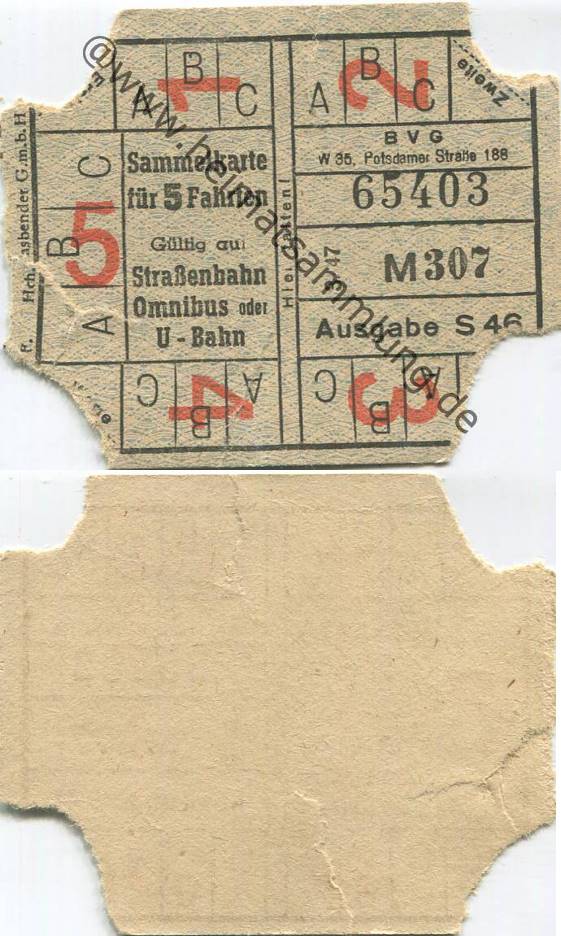 A B C
1
A B C
2
Zweite
B V G
W 35, Potsdamer Straße 188
65403
47
M307
Ausgabe S 46
Sammelkarte
für 5 Fahrten
Gültig auf
Straßenbahn
Omnibus oder
U-Bahn
A B C
5
A B C
4
A B C
3
@www.heimatsammlung.de